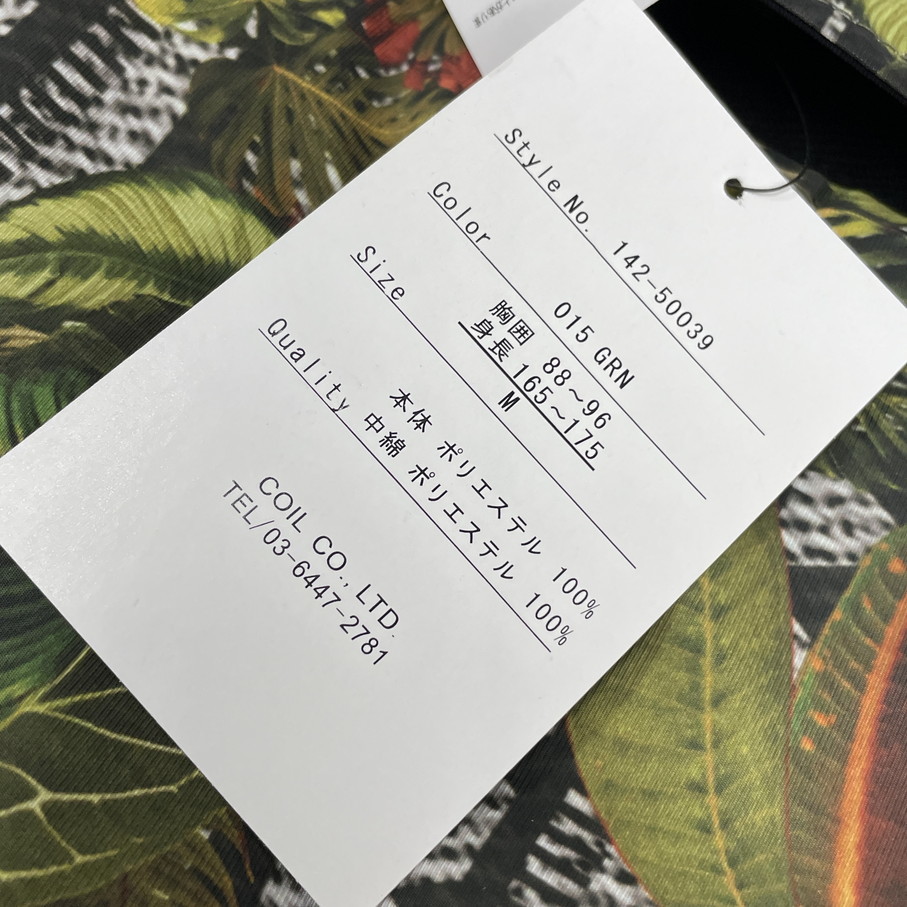 Style No. 142-50039
Color 015 GRN
Size 胸囲 88～96
身長 165～175
M
Quality 本体 ポリエステル 100%
中綿 ポリエステル 100%
COIL CO., LTD.
TEL/03-6447-2781